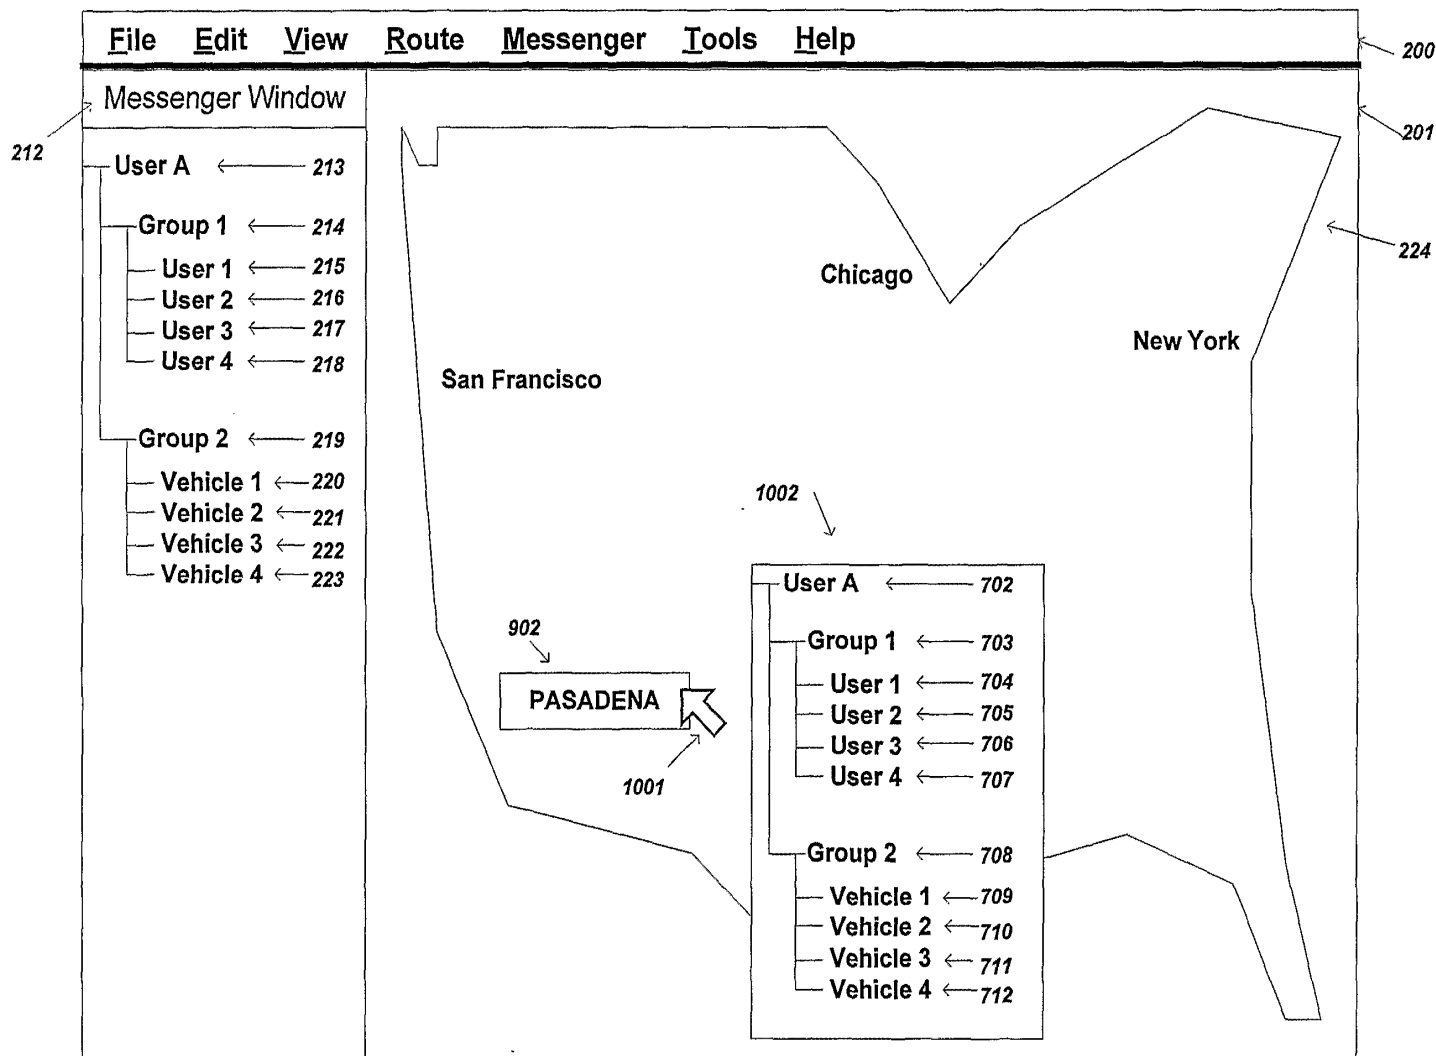 File Edit View Route Messenger Tools Help
200
Messenger Window
201
212
User A 213
Group 1 214
224
User 1 215
Chicago
User 2 216
User 3 217
New York
User 4 218
San Francisco
Group 2 219
Vehicle 1 220
1002
Vehicle 2 221
Vehicle 3 222
Vehicle 4 223
User A 702
902
Group 1 703
User 1 704
PASADENA
User 2 705
User 3 706
User 4 707
1001
Group 2 708
Vehicle 1 709
Vehicle 2 710
Vehicle 3 711
Vehicle 4 712